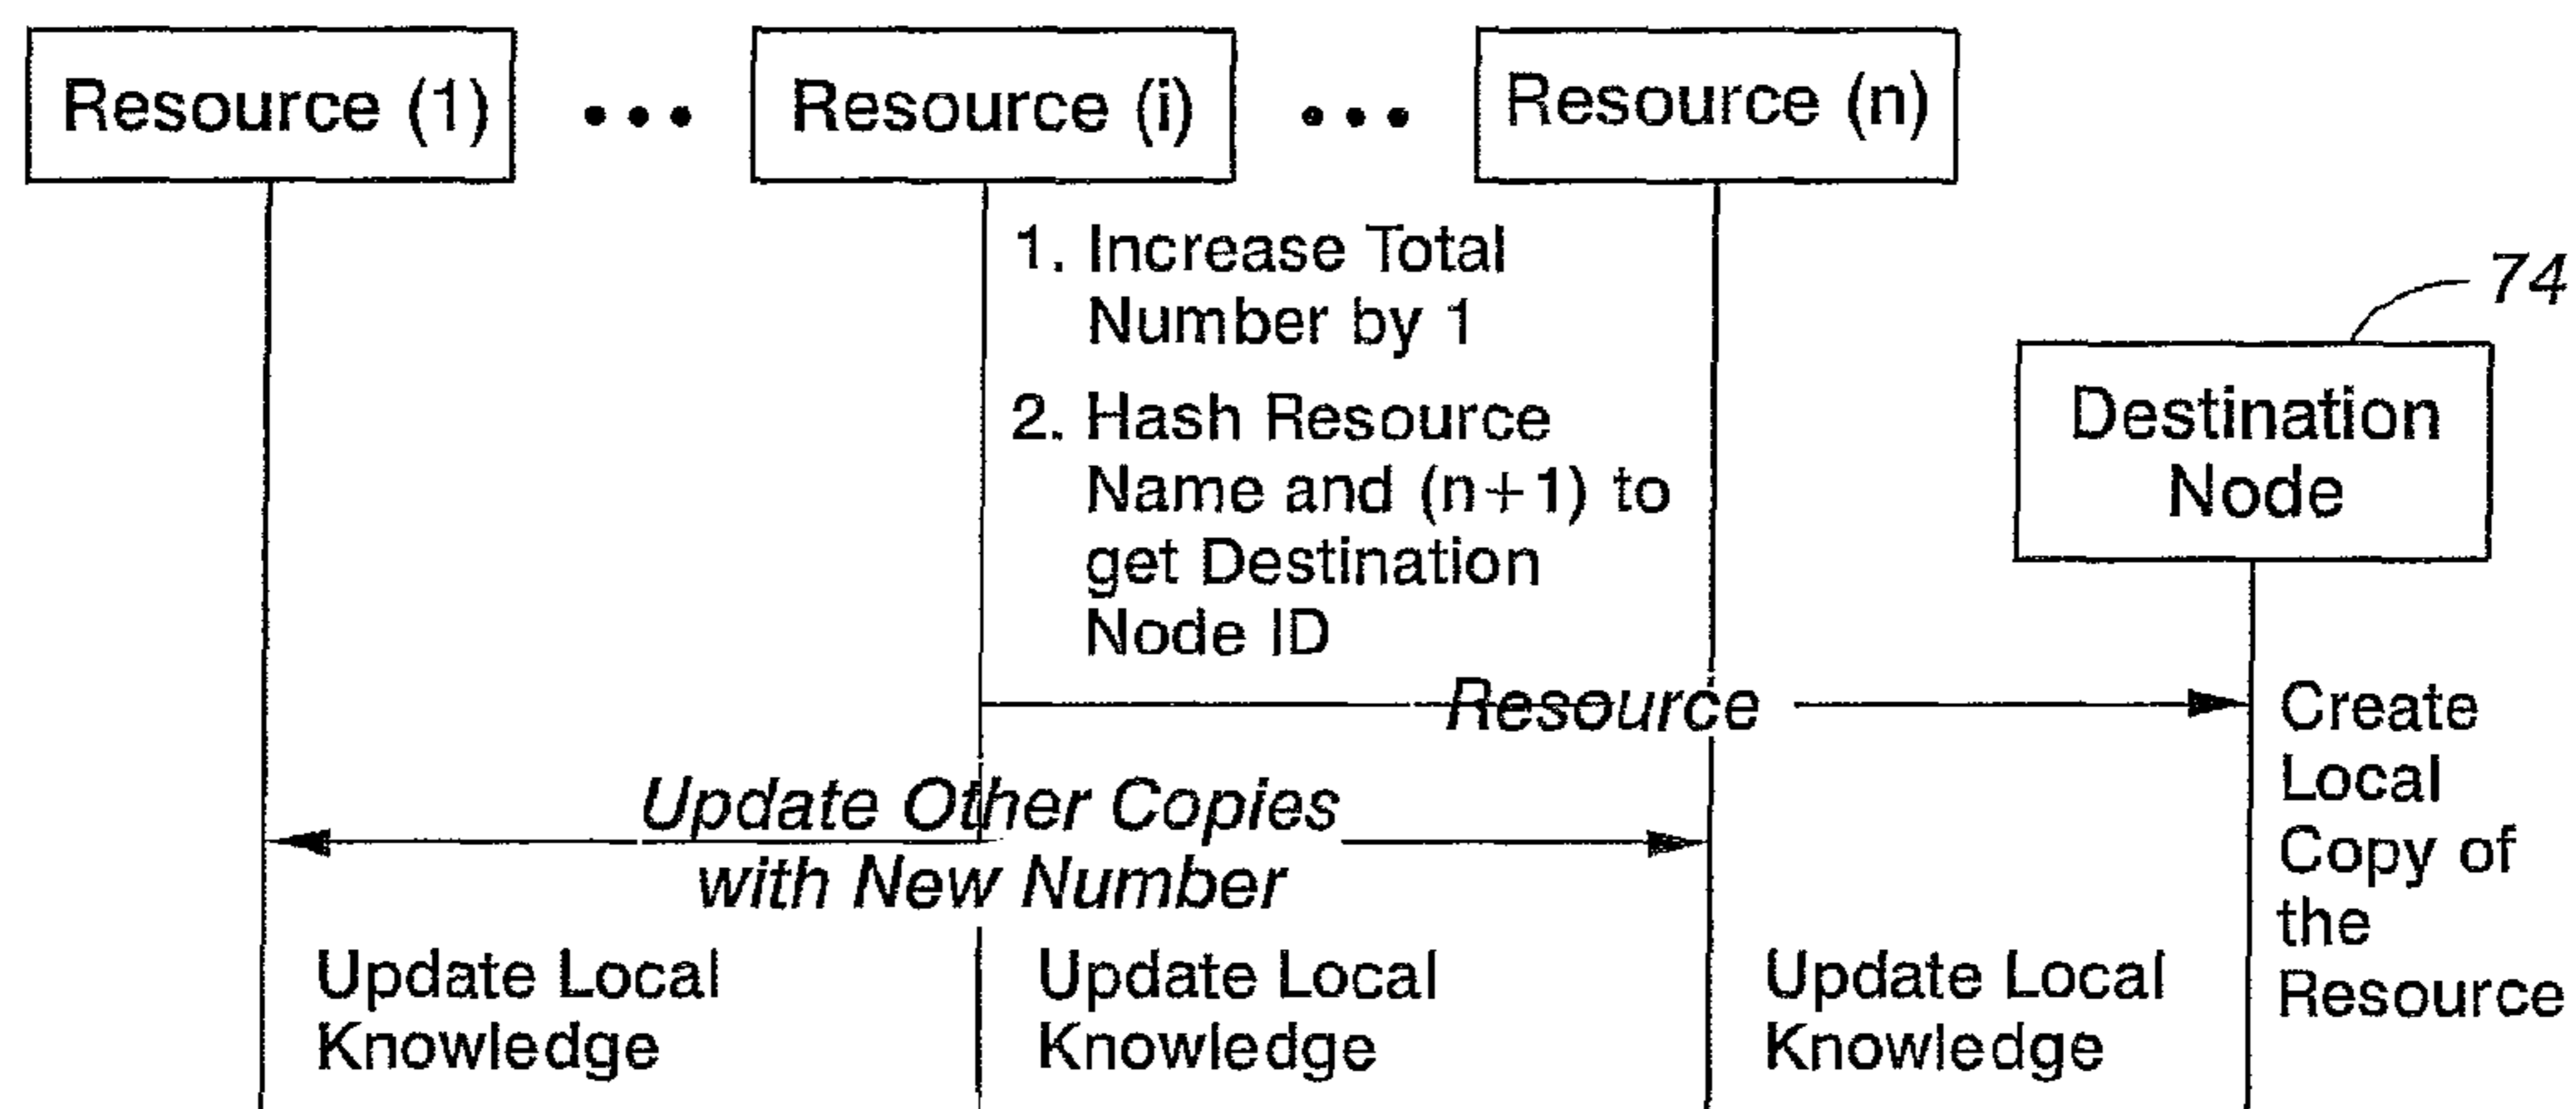 Resource (1) ••• Resource (i) ••• Resource (n)
1. Increase Total
Number by 1
74
2. Hash Resource
Name and (n+1) to
get Destination
Node ID
Destination
Node
Resource
Create
Local
Copy of
the
Resource
Update Other Copies
with New Number
Update Local
Knowledge
Update Local
Knowledge
Update Local
Knowledge